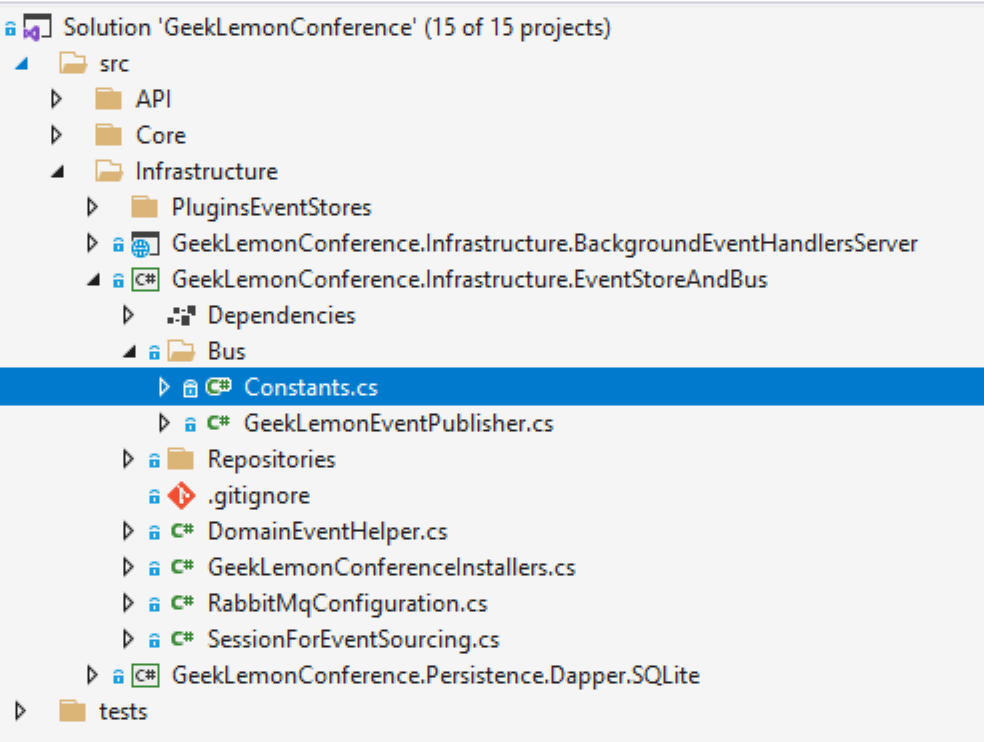 Solution 'GeekLemonConference' (15 of 15 projects)
src
API
Core
Infrastructure
PluginsEventStores
GeekLemonConference.Infrastructure.BackgroundEventHandlersServer
C# GeekLemonConference.Infrastructure.EventStoreAndBus
Dependencies
Bus
C# Constants.cs
C# GeekLemonEventPublisher.cs
Repositories
.gitignore
C# DomainEventHelper.cs
C# GeekLemonConferenceInstallers.cs
C# RabbitMqConfiguration.cs
C# SessionForEventSourcing.cs
C# GeekLemonConference.Persistence.Dapper.SQLite
tests